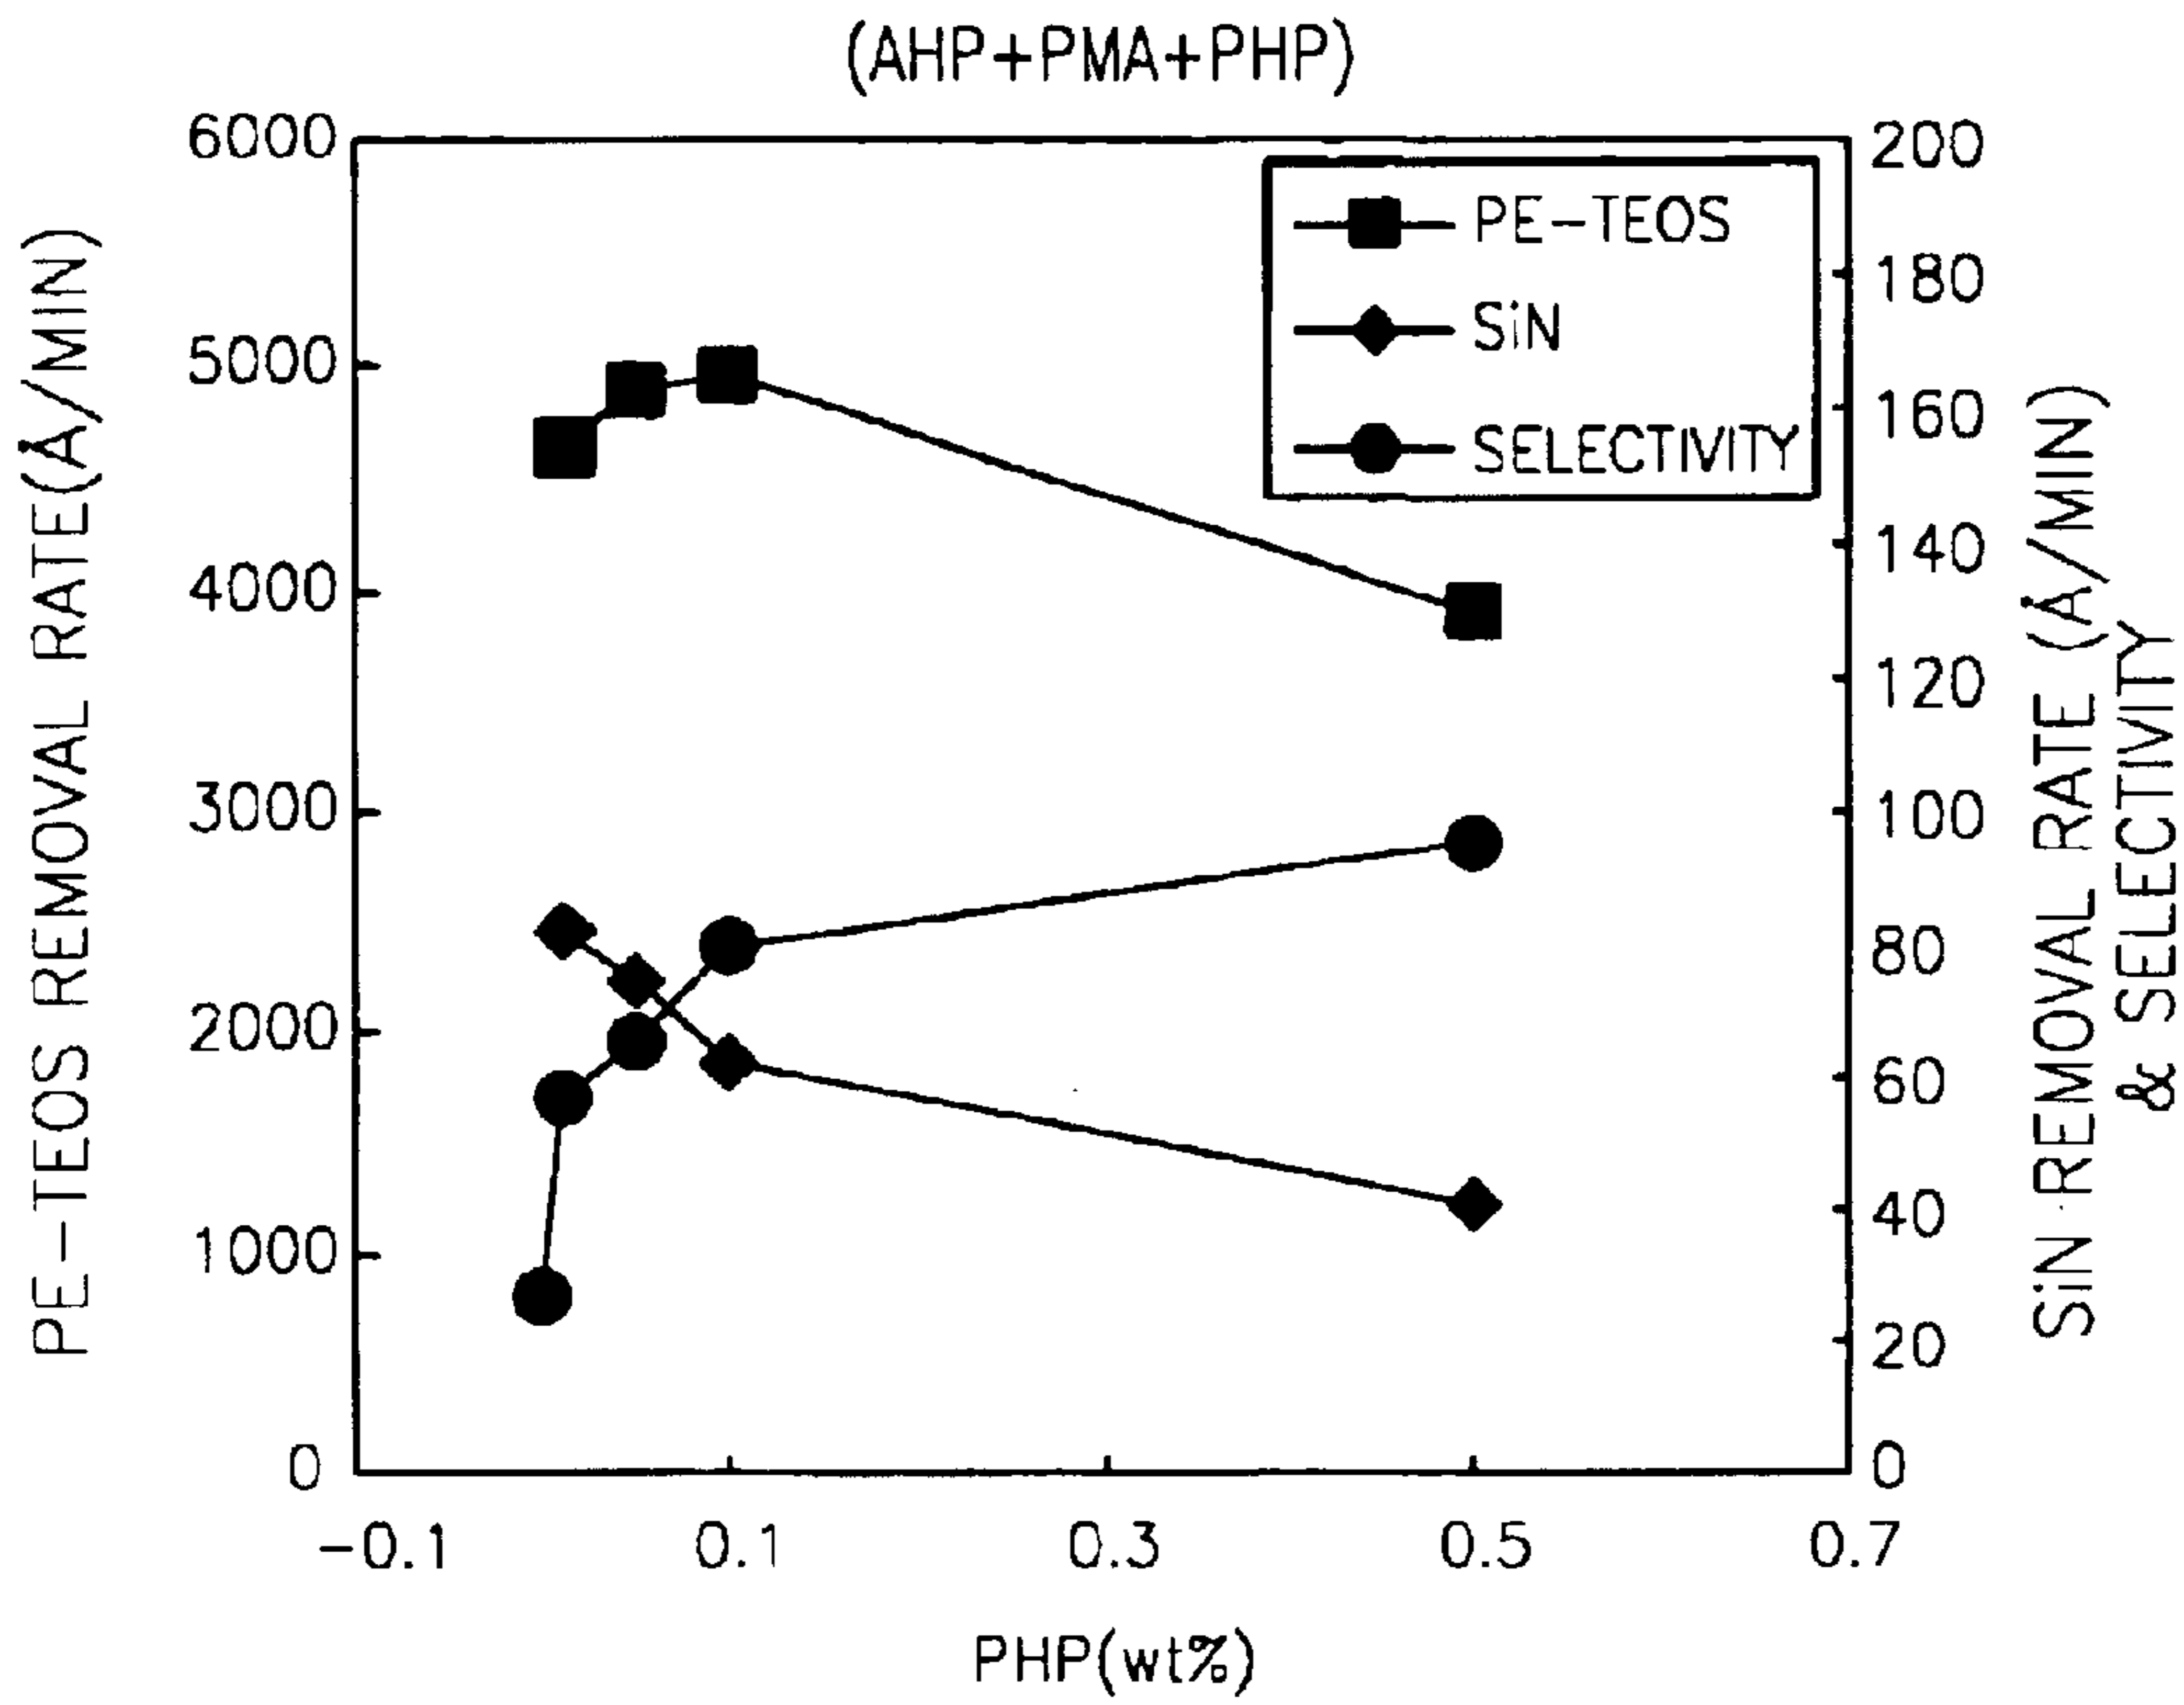 (AHP+PMA+PHP)
PE-TEOS REMOVAL RATE(Å/MIN)
6000
5000
4000
3000
2000
1000
0
PE-TEOS
SiN
SELECTIVITY
200
180
160
140
120
100
80
60
40
20
0
SiN REMOVAL RATE (Å/MIN)
& SELECTIVITY
-0.1 0.1 0.3 0.5 0.7
PHP(wt%)